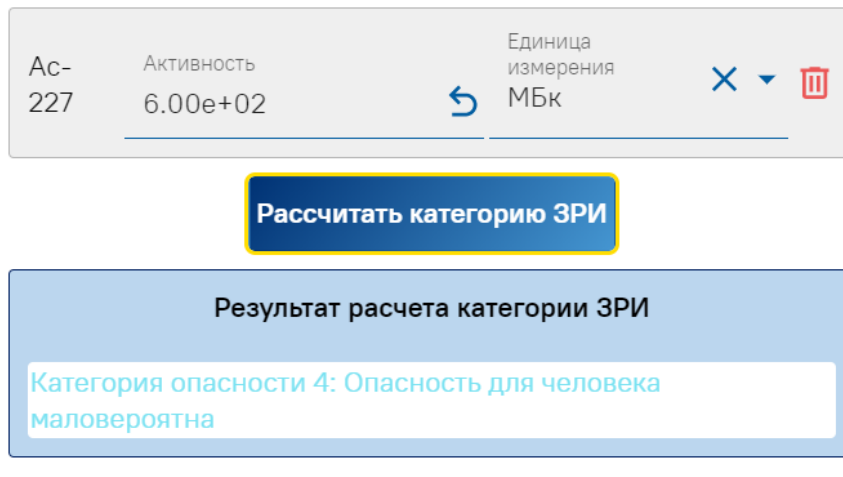 Ac-
227
Активность
6.00e+02
Единица
измерения
МБк
Рассчитать категорию ЗРИ
Результат расчета категории ЗРИ
Категория опасности 4: Опасность для человека
маловероятна